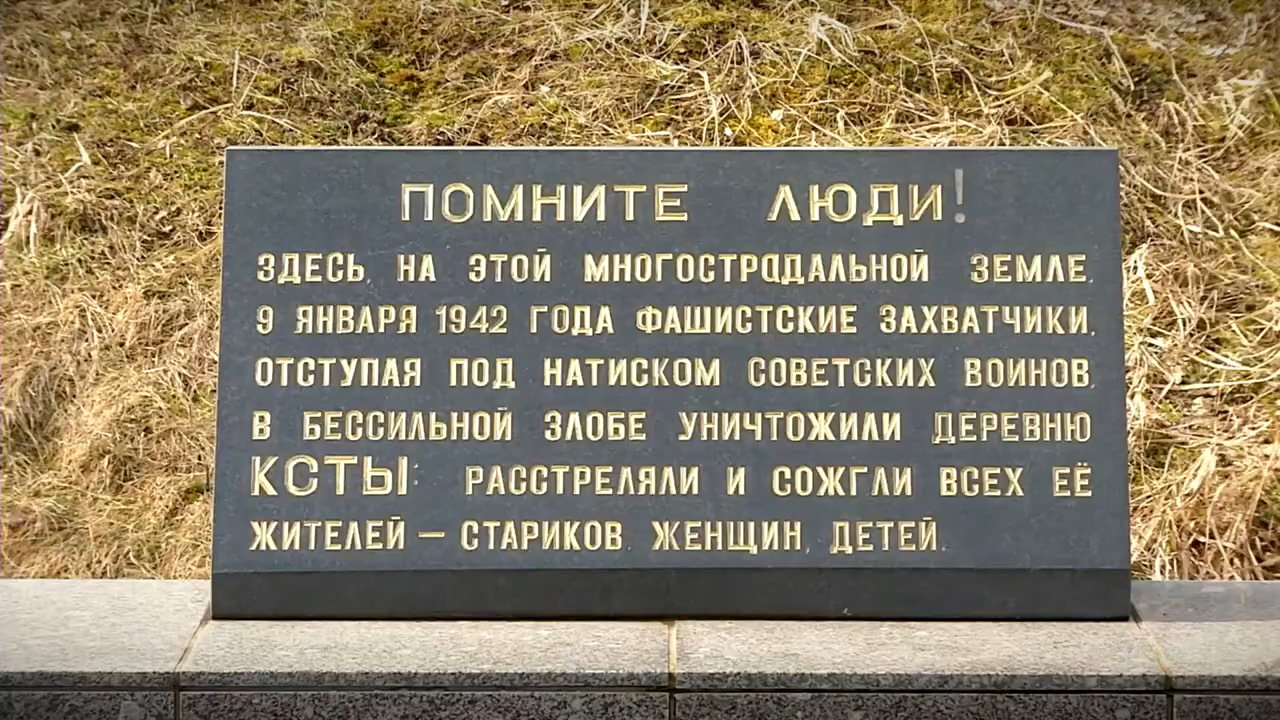 ПОМНИТЕ ЛЮДИ!
ЗДЕСЬ, НА ЭТОЙ МНОГОСТРАДАЛЬНОЙ ЗЕМЛЕ,
9 ЯНВАРЯ 1942 ГОДА ФАШИСТСКИЕ ЗАХВАТЧИКИ,
ОТСТУПАЯ ПОД НАТИСКОМ СОВЕТСКИХ ВОИНОВ,
В БЕССИЛЬНОЙ ЗЛОБЕ УНИЧТОЖИЛИ ДЕРЕВНЮ
КСТЫ: РАССТРЕЛЯЛИ И СОЖГЛИ ВСЕХ ЕЁ
ЖИТЕЛЕЙ – СТАРИКОВ, ЖЕНЩИН, ДЕТЕЙ.